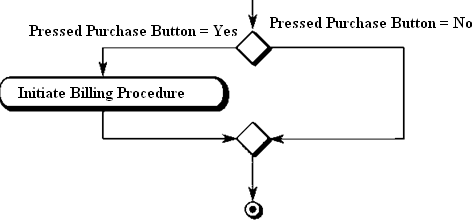 Pressed Purchase Button = No
Pressed Purchase Button = Yes
Initiate Billing Procedure